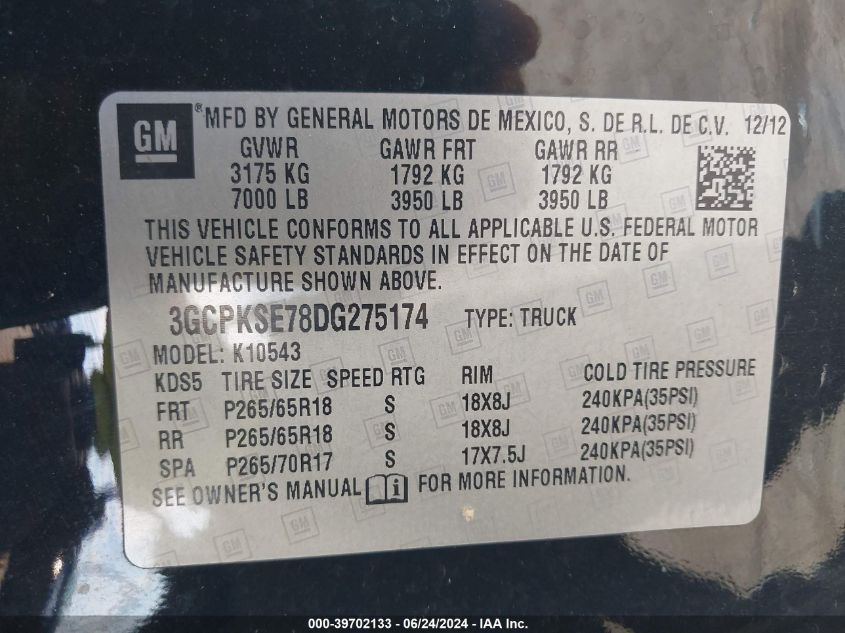 GM ® MFD BY GENERAL MOTORS DE MEXICO, S. DE R.L. DE C.V. 12/12
GVWR GAWR FRT GAWR RR
3175 KG 1792 KG 1792 KG
7000 LB 3950 LB 3950 LB
THIS VEHICLE CONFORMS TO ALL APPLICABLE U.S. FEDERAL MOTOR
VEHICLE SAFETY STANDARDS IN EFFECT ON THE DATE OF
MANUFACTURE SHOWN ABOVE.
3GCPKSE78DG275174 TYPE: TRUCK
MODEL: K10543
KDS5 TIRE SIZE SPEED RTG RIM COLD TIRE PRESSURE
FRT P265/65R18 S 18X8J 240KPA(35PSI)
RR P265/65R18 S 18X8J 240KPA(35PSI)
SPA P265/70R17 S 17X7.5J 240KPA(35PSI)
SEE OWNER'S MANUAL i FOR MORE INFORMATION.
000-39702133 - 06/24/2024 - IAA Inc.